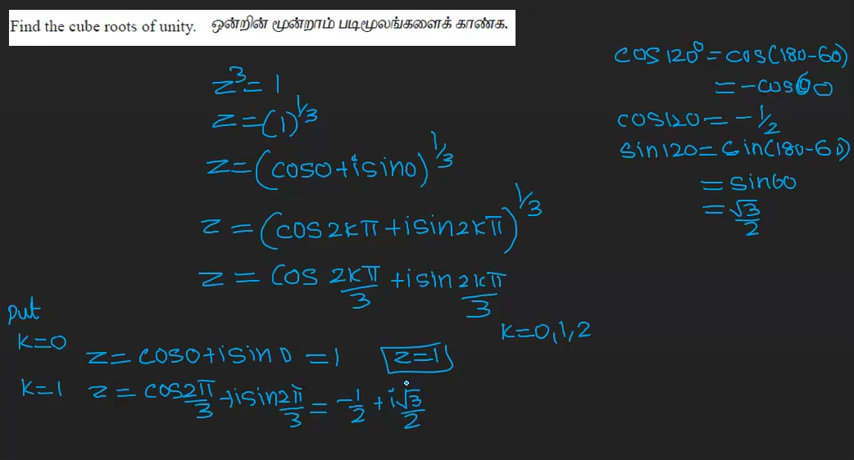 Find the cube roots of unity. ஒன்றின் மூன்றாம் படிமூலங்களைக் காண்க.
z³ = 1
z = (1)^1/3
z = (cos0 + isin0)^1/3
z = (cos2kπ + isin2kπ)^1/3
z = cos 2kπ/3 + isin 2kπ/3
k = 0, 1, 2
Put
k=0 z = cos0 + isin0 = 1 z=1
k=1 z = cos2π/3 + isin2π/3 = -1/2 + i√3/2
cos120° = cos(180-60)
= -cos60
cos120 = -1/2
sin120 = sin(180-60)
= sin60
= √3/2